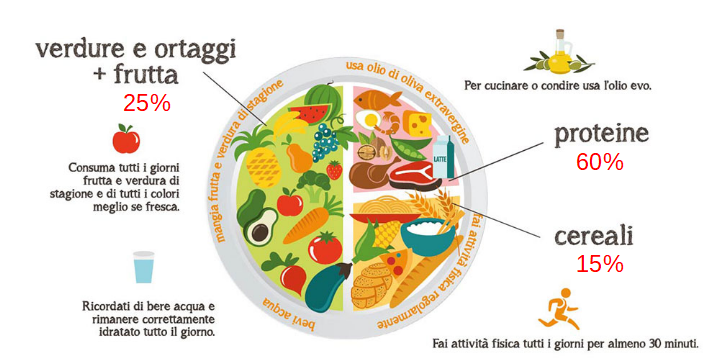 verdure e ortaggi
+ frutta
25%
Consuma tutti i giorni
frutta e verdura di
stagione e di tutti i colori
meglio se fresca.
Ricordati di bere acqua e
rimanere correttamente
idratato tutto il giorno.
mangia frutta e verdura di stagione
usa olio di oliva extravergine
fai attività fisica regolarmente
bevi acqua
LATTE
Per cucinare o condire usa l'olio evo.
proteine
60%
cereali
15%
Fai attività fisica tutti i giorni per almeno 30 minuti.